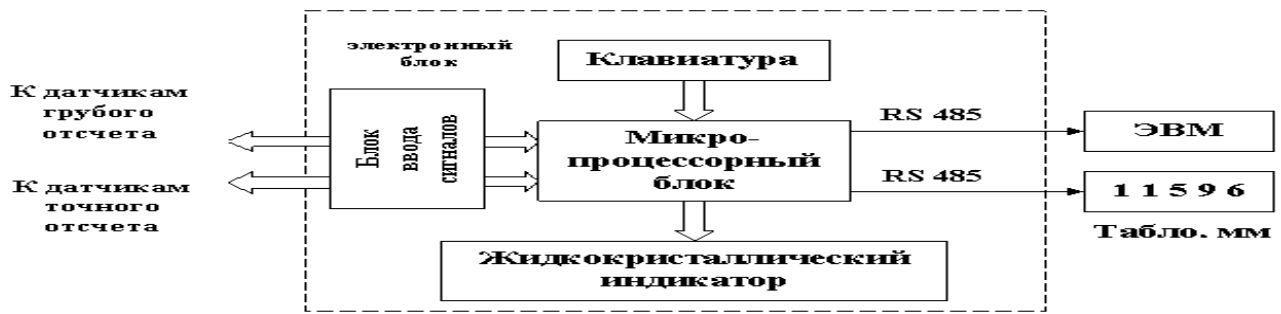 электронный
блок
Клавиатура
К датчикам
грубого
отсчета
Блок
ввода
сигналов
Микро-
процессорный
блок
RS 485
ЭВМ
К датчикам
точного
отсчета
RS 485
1 1 5 9 6
Табло. мм
Жидкокристаллический
индикатор